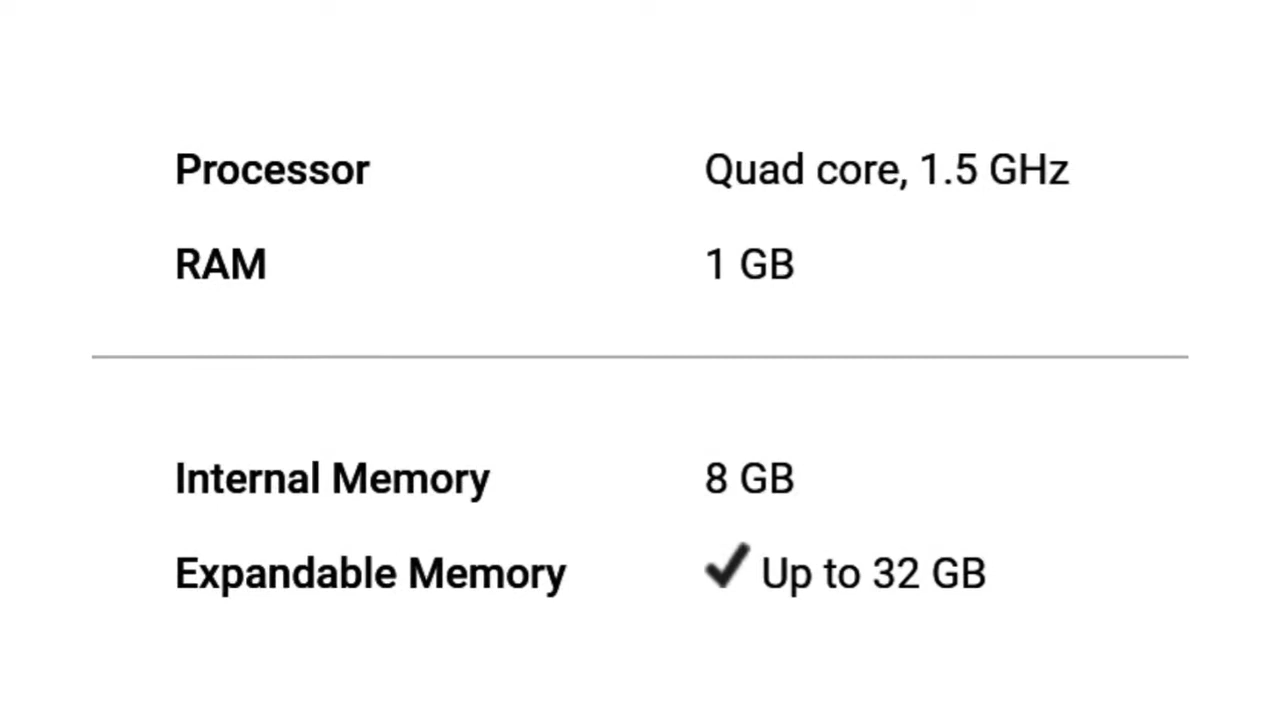 Processor Quad core, 1.5 GHz
RAM 1 GB
Internal Memory 8 GB
Expandable Memory ✔ Up to 32 GB